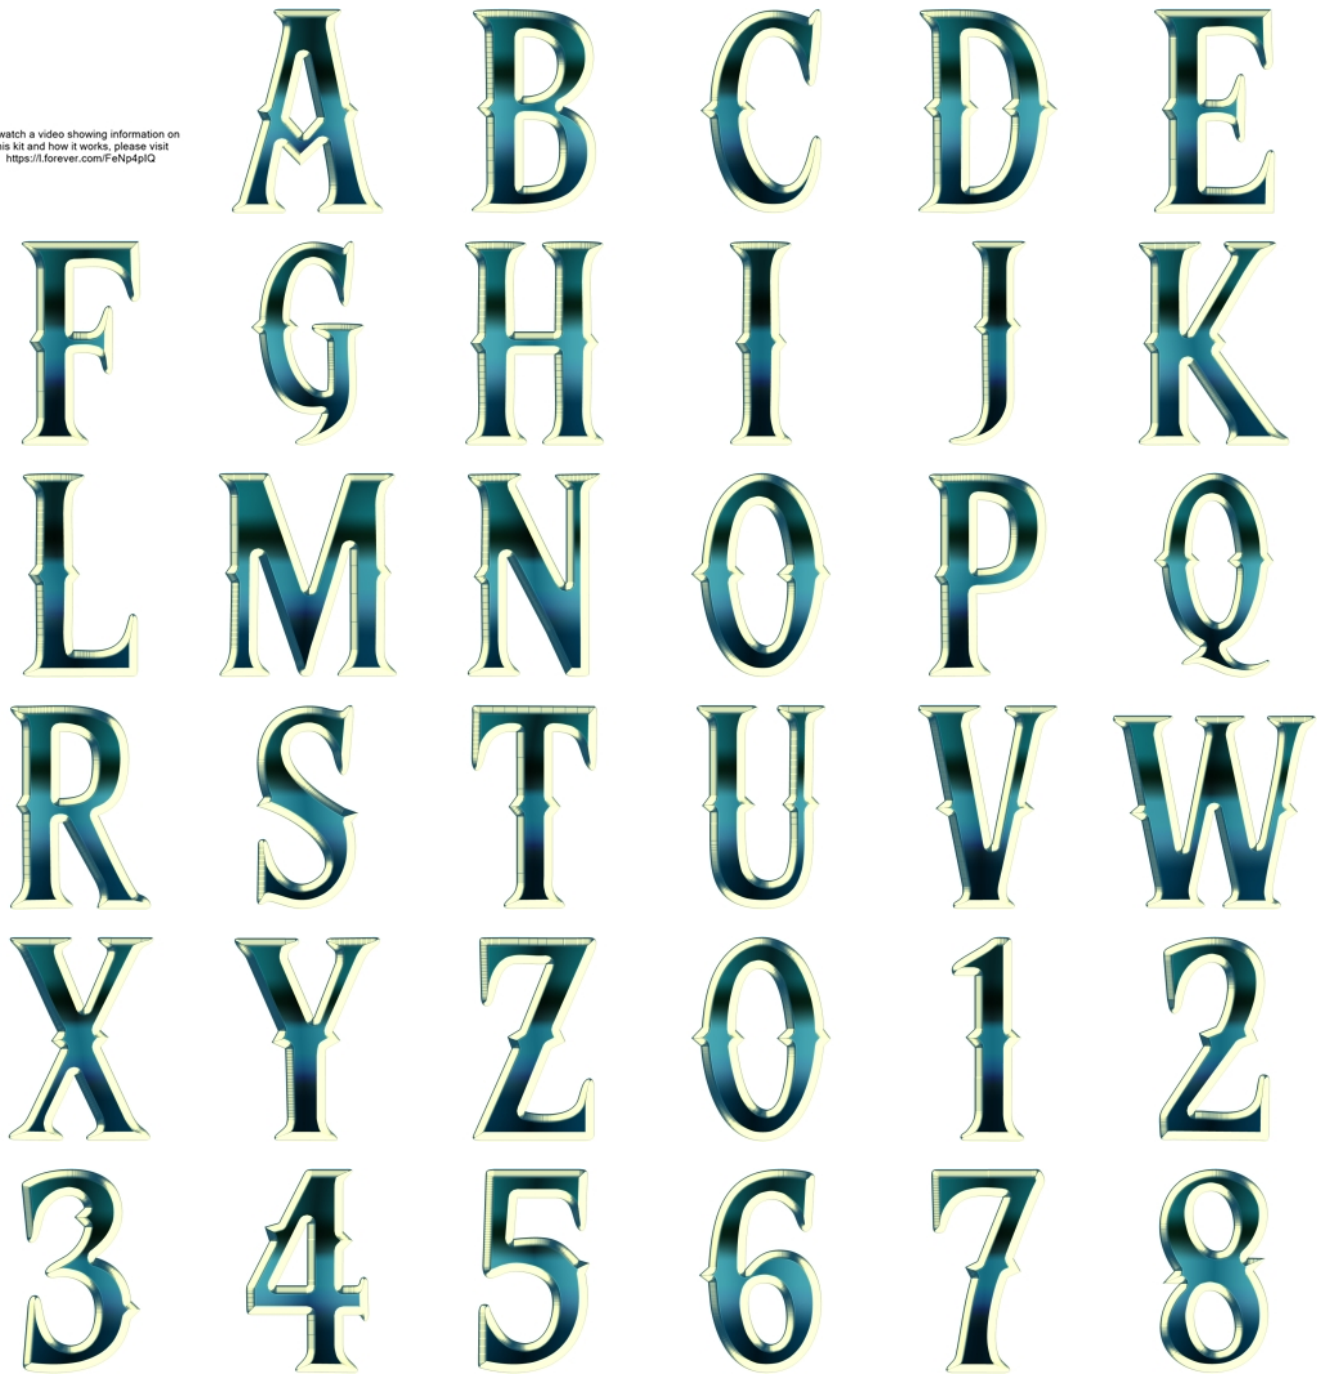 watch a video showing information on
his kit and how it works, please visit
https://l.forever.com/FeNp4pIQ
A B C D E
F G H I J K
L M N O P Q
R S T U V W
X Y Z 0 1 2
3 4 5 6 7 8